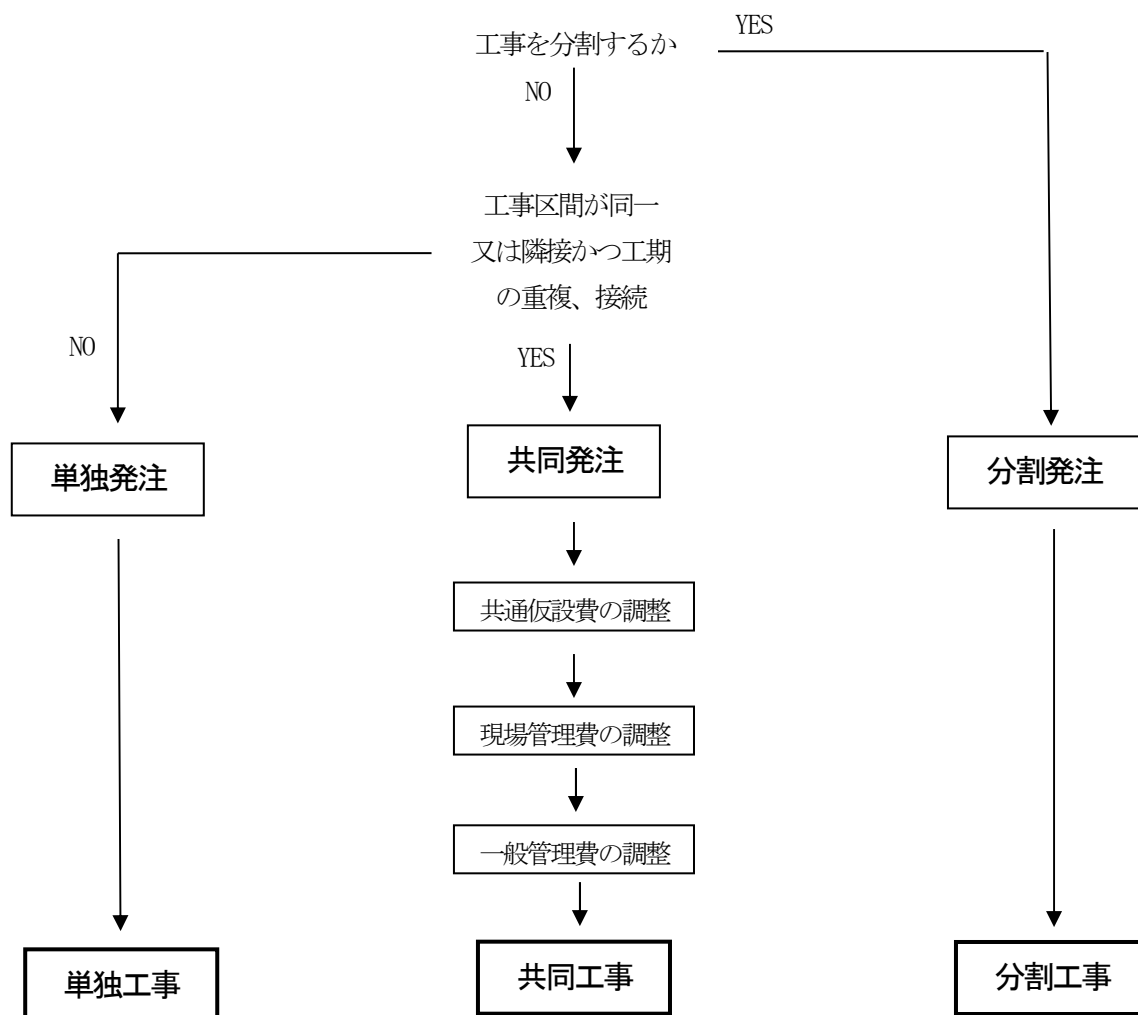 工事を分割するか
YES
NO
工事区間が同一
又は隣接かつ工期
の重複、接続
NO
YES
単独発注
共同発注
分割発注
共通仮設費の調整
現場管理費の調整
一般管理費の調整
単独工事
共同工事
分割工事